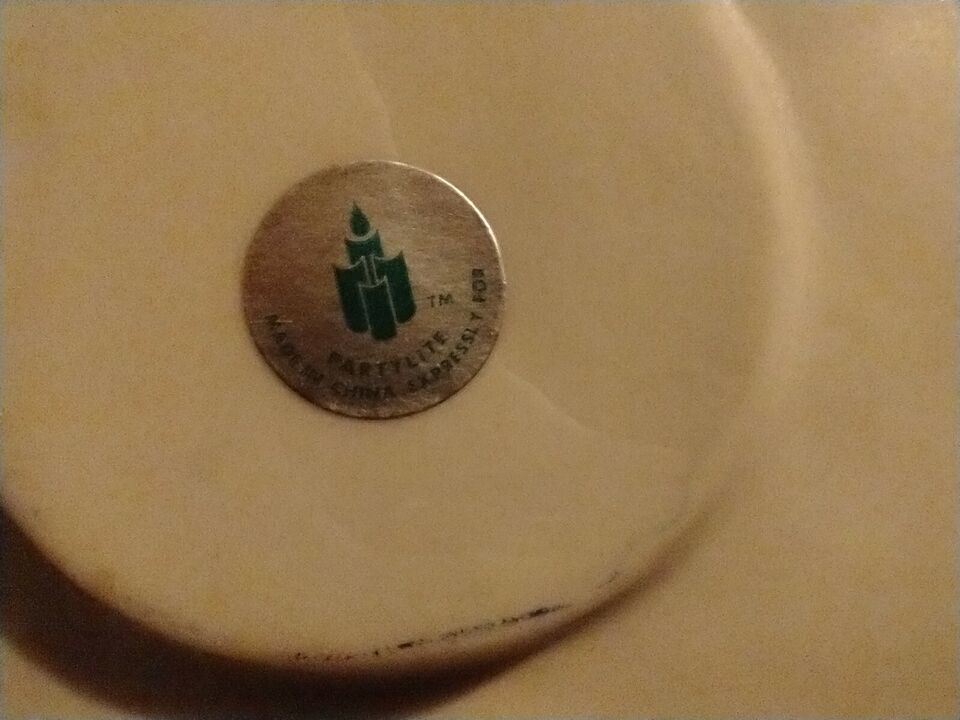 TM
PARTYLITE
MADE IN CHINA EXPRESSLY FOR